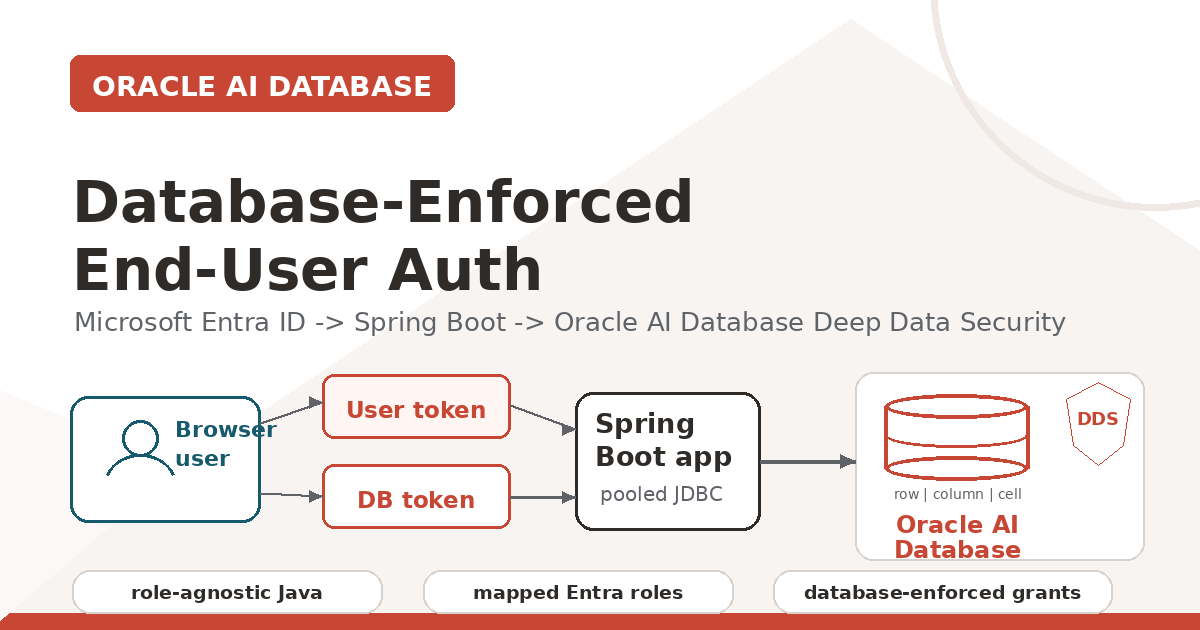 ORACLE AI DATABASE
Database-Enforced
End-User Auth
Microsoft Entra ID -> Spring Boot -> Oracle AI Database Deep Data Security
Browser
user
User token
DB token
Spring
Boot app
pooled JDBC
DDS
row | column | cell
Oracle AI
Database
role-agnostic Java
mapped Entra roles
database-enforced grants